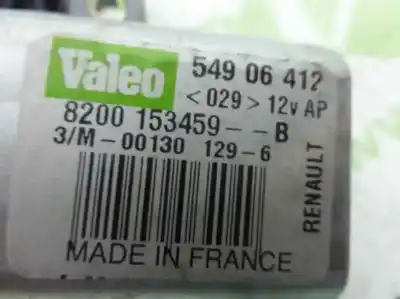 Valeo 549 06 412
<029> 12v AP
8200 153459--B
3/M-00130 129-6
RENAULT
MADE IN FRANCE